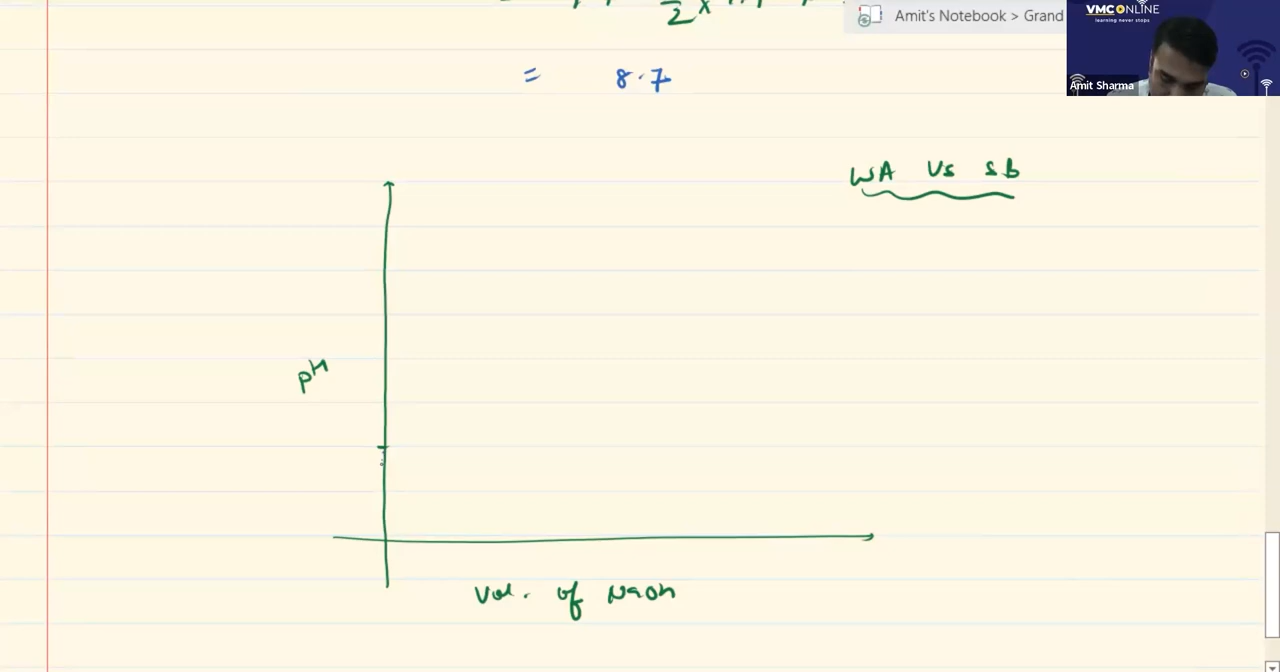 Amit's Notebook > Grand
VMC ONLINE
learning never stops
Amit Sharma
= 8.7
WA Vs sb
pH
Vol. of NaOH